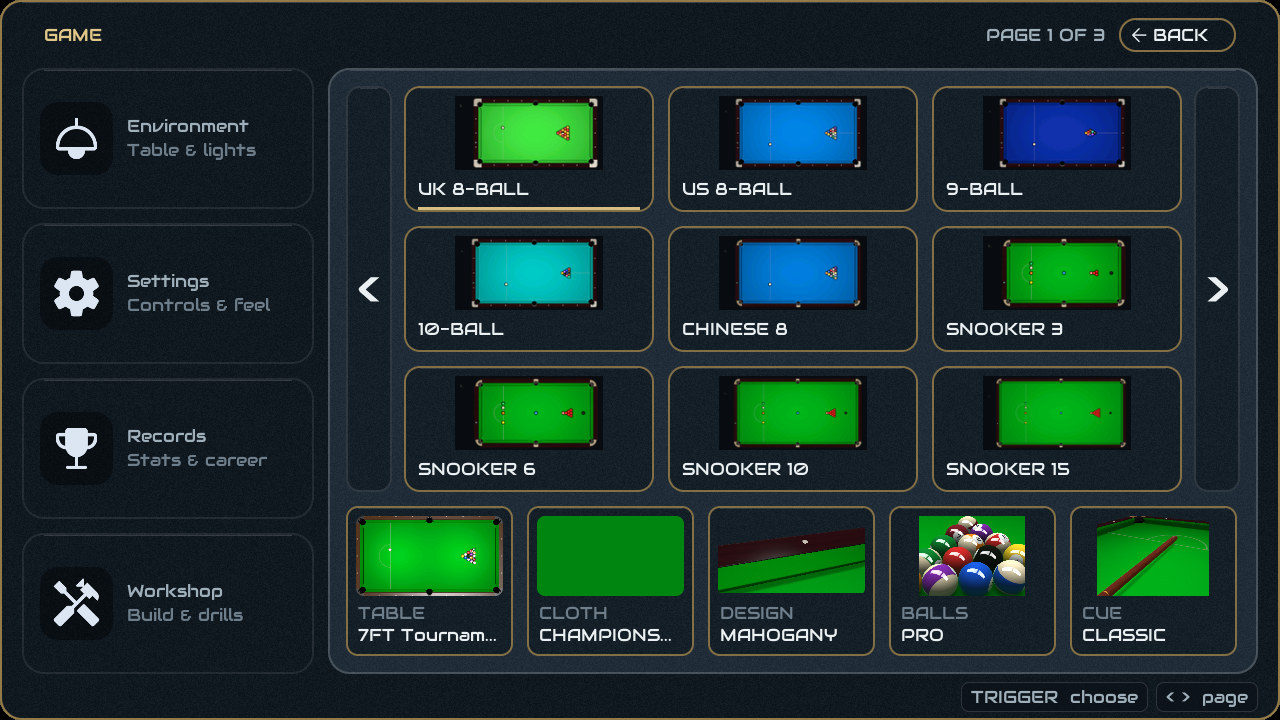 GAME
PAGE 1 OF 3
← BACK
Environment
Table & lights
Settings
Controls & feel
Records
Stats & career
Workshop
Build & drills
UK 8-BALL
US 8-BALL
9-BALL
10-BALL
CHINESE 8
SNOOKER 3
SNOOKER 6
SNOOKER 10
SNOOKER 15
TABLE
7FT Tournam...
CLOTH
CHAMPIONS...
DESIGN
MAHOGANY
BALLS
PRO
CUE
CLASSIC
TRIGGER choose
< > page